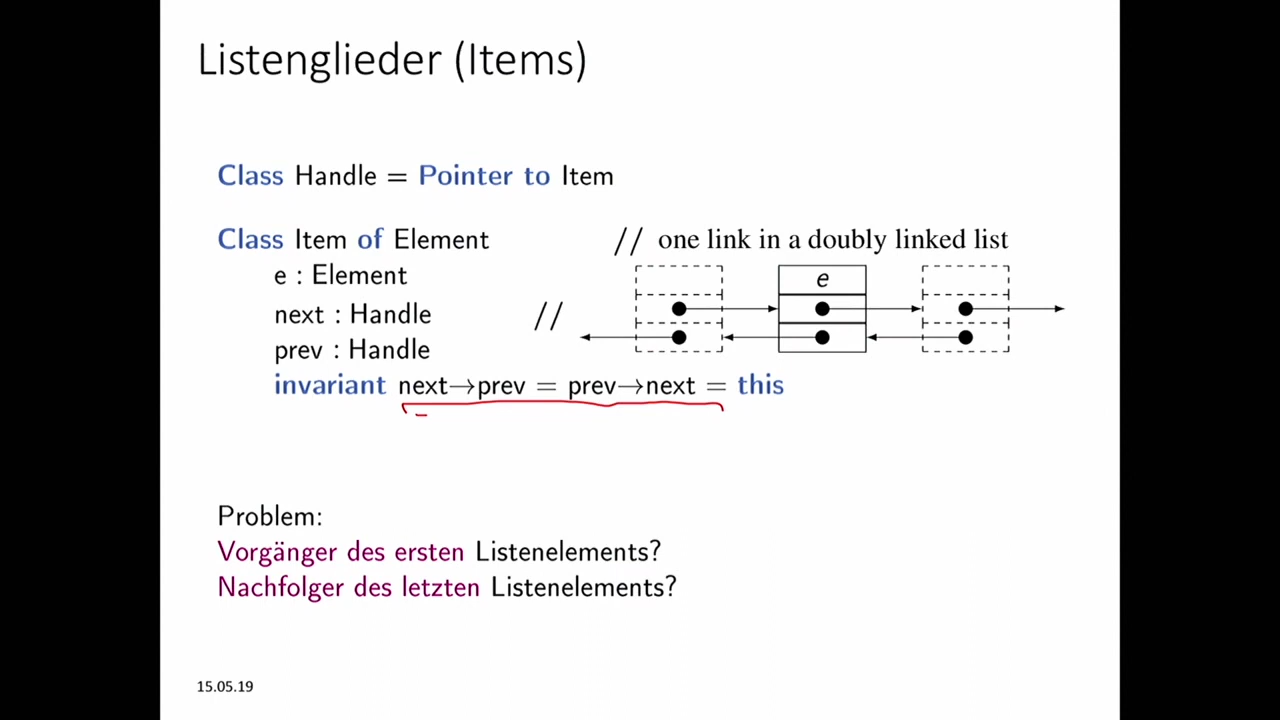 Listenglieder (Items)
Class Handle = Pointer to Item
Class Item of Element // one link in a doubly linked list
e : Element
e
next : Handle //
prev : Handle
invariant next→prev = prev→next = this
Problem:
Vorgänger des ersten Listenelements?
Nachfolger des letzten Listenelements?
15.05.19